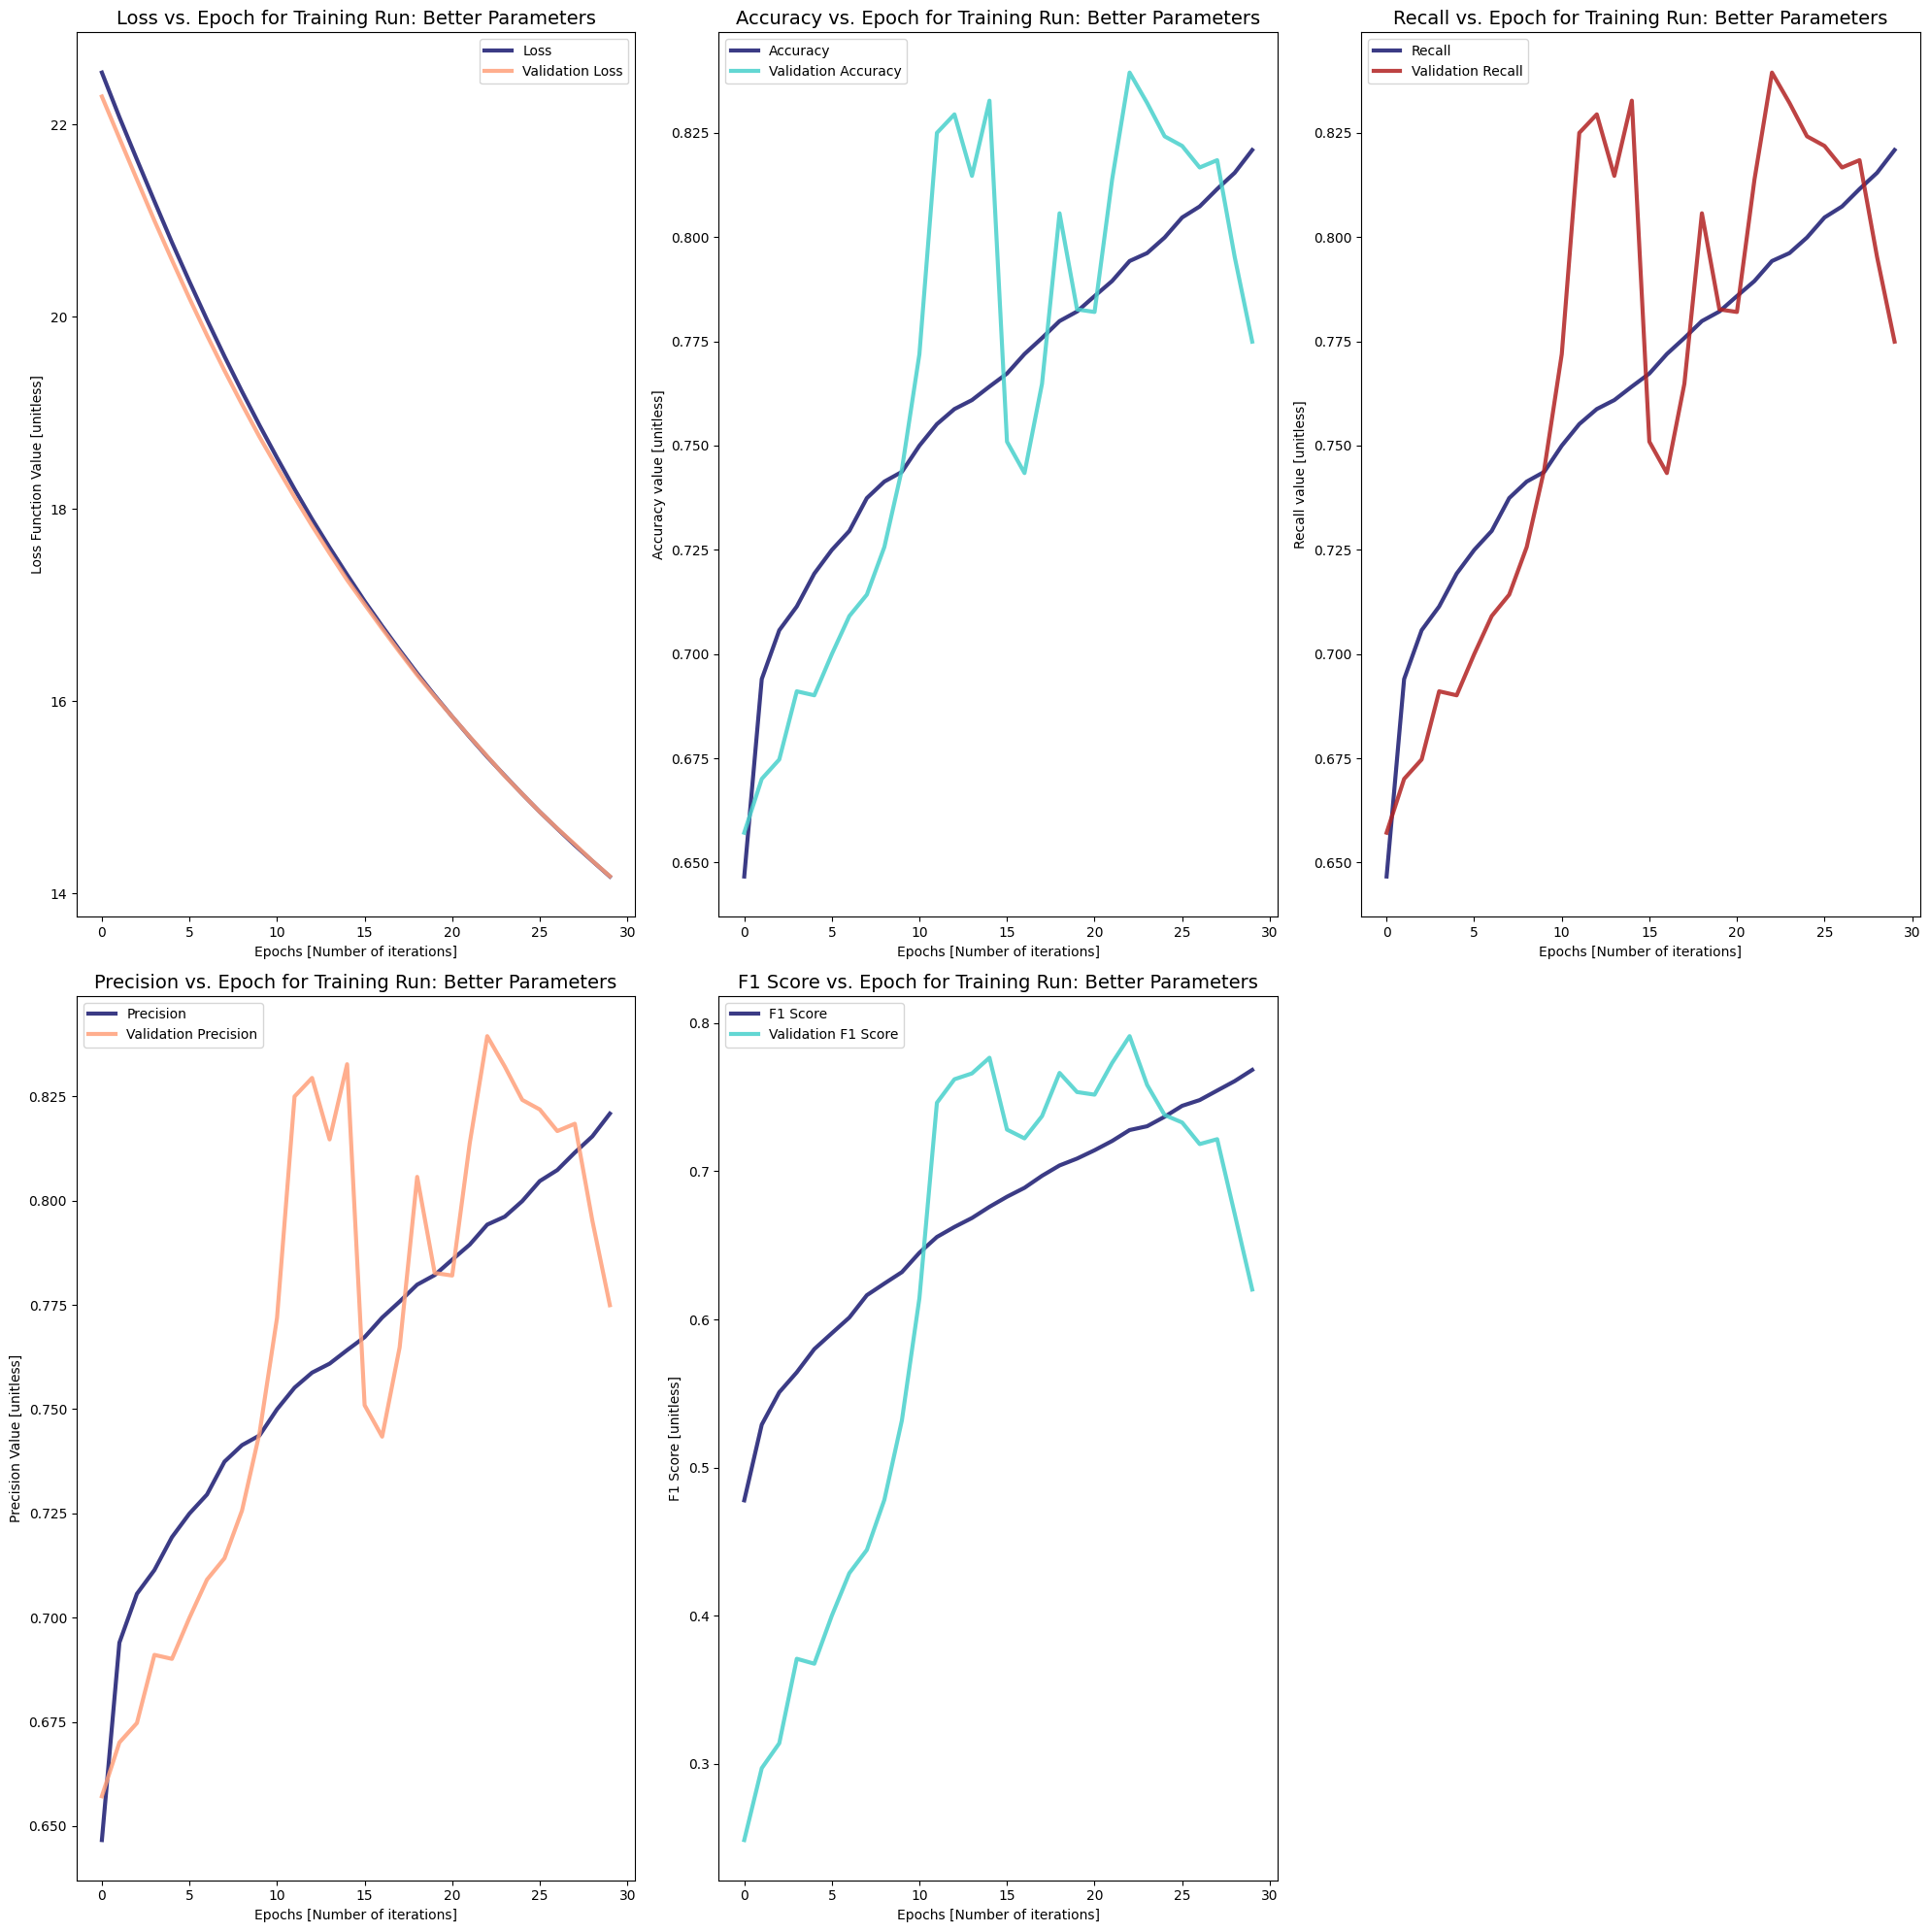 Loss vs. Epoch for Training Run: Better Parameters
Loss
Validation Loss
22
20
18
16
14
Loss Function Value [unitless]
0 5 10 15 20 25 30
Epochs [Number of iterations]
Accuracy vs. Epoch for Training Run: Better Parameters
Accuracy
Validation Accuracy
0.825
0.800
0.775
0.750
0.725
0.700
0.675
0.650
Accuracy value [unitless]
0 5 10 15 20 25 30
Epochs [Number of iterations]
Recall vs. Epoch for Training Run: Better Parameters
Recall
Validation Recall
0.825
0.800
0.775
0.750
0.725
0.700
0.675
0.650
Recall value [unitless]
0 5 10 15 20 25 30
Epochs [Number of iterations]
Precision vs. Epoch for Training Run: Better Parameters
Precision
Validation Precision
0.825
0.800
0.775
0.750
0.725
0.700
0.675
0.650
Precision Value [unitless]
0 5 10 15 20 25 30
Epochs [Number of iterations]
F1 Score vs. Epoch for Training Run: Better Parameters
F1 Score
Validation F1 Score
0.8
0.7
0.6
0.5
0.4
0.3
F1 Score [unitless]
0 5 10 15 20 25 30
Epochs [Number of iterations]